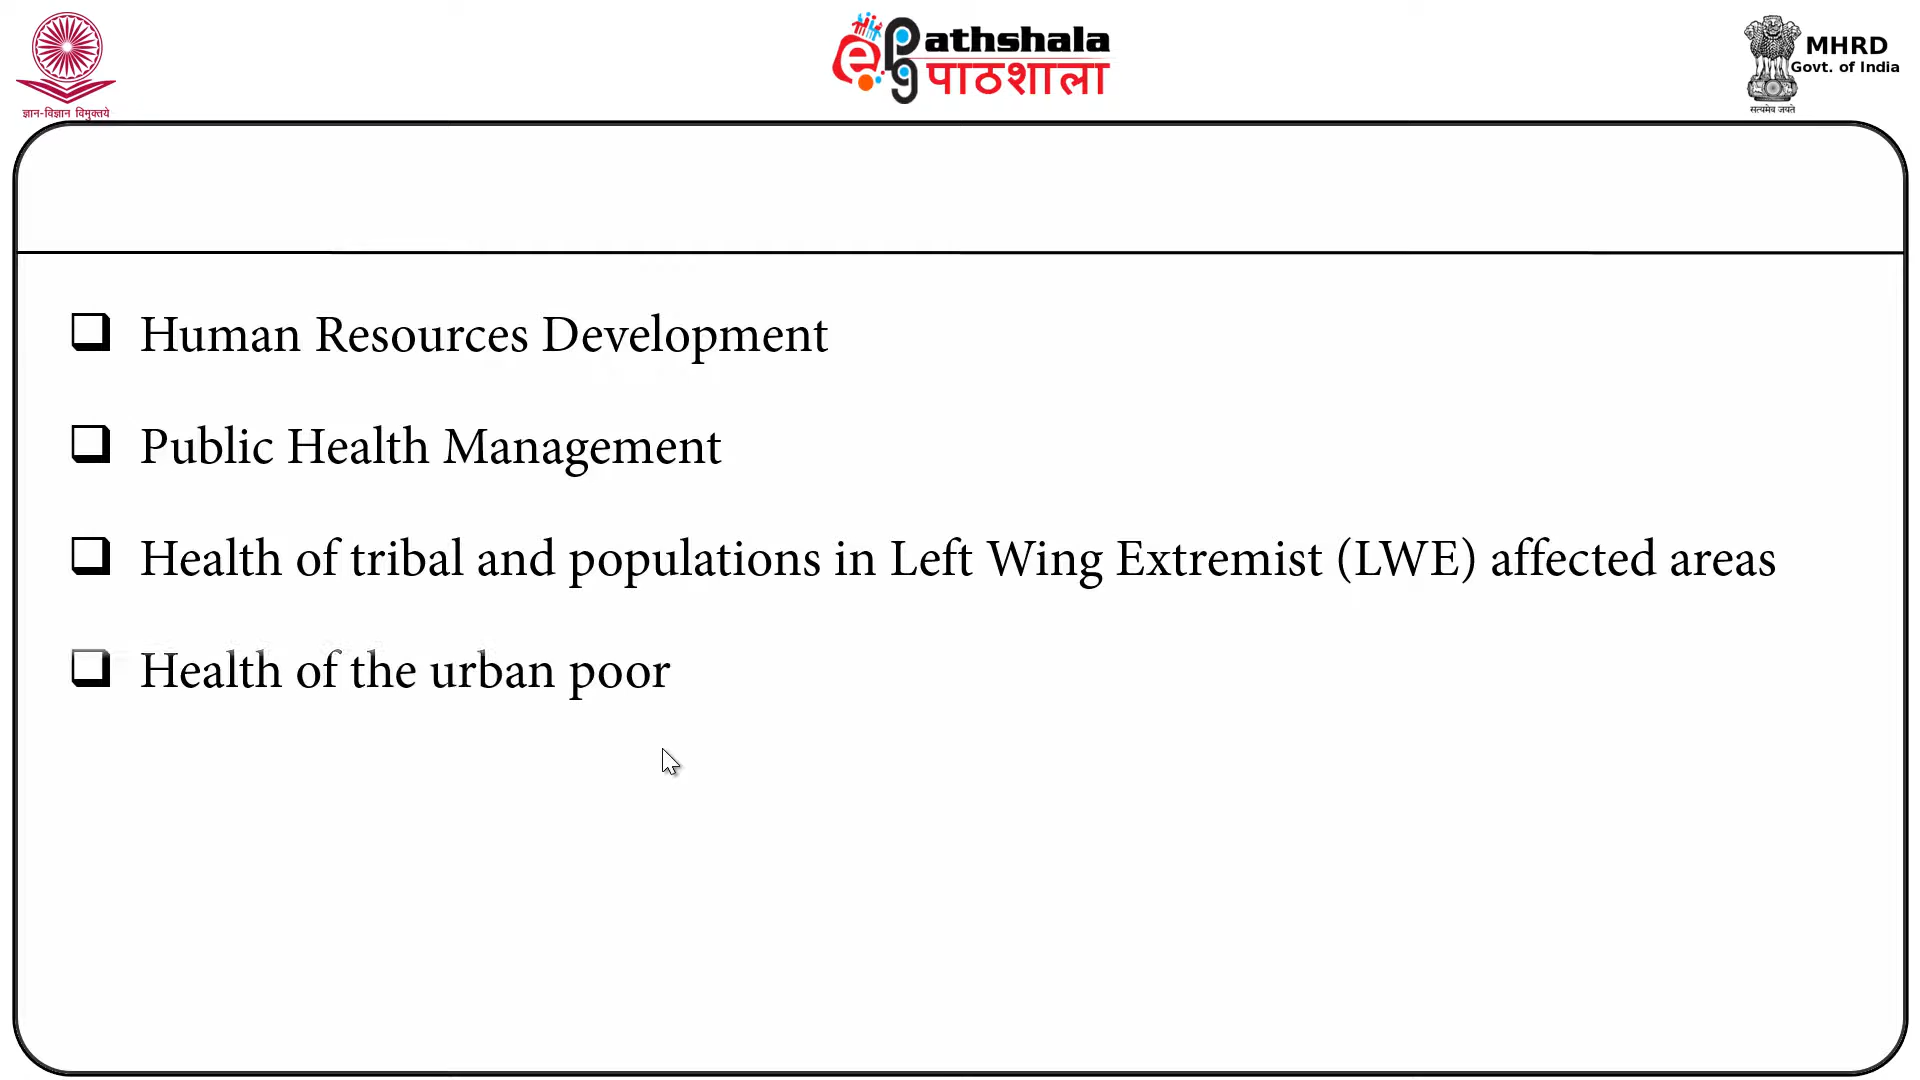 ज्ञान-विज्ञान विमुक्तये
ePathshala
पाठशाला
MHRD
Govt. of India
सत्यमेव जयते
Human Resources Development
Public Health Management
Health of tribal and populations in Left Wing Extremist (LWE) affected areas
Health of the urban poor